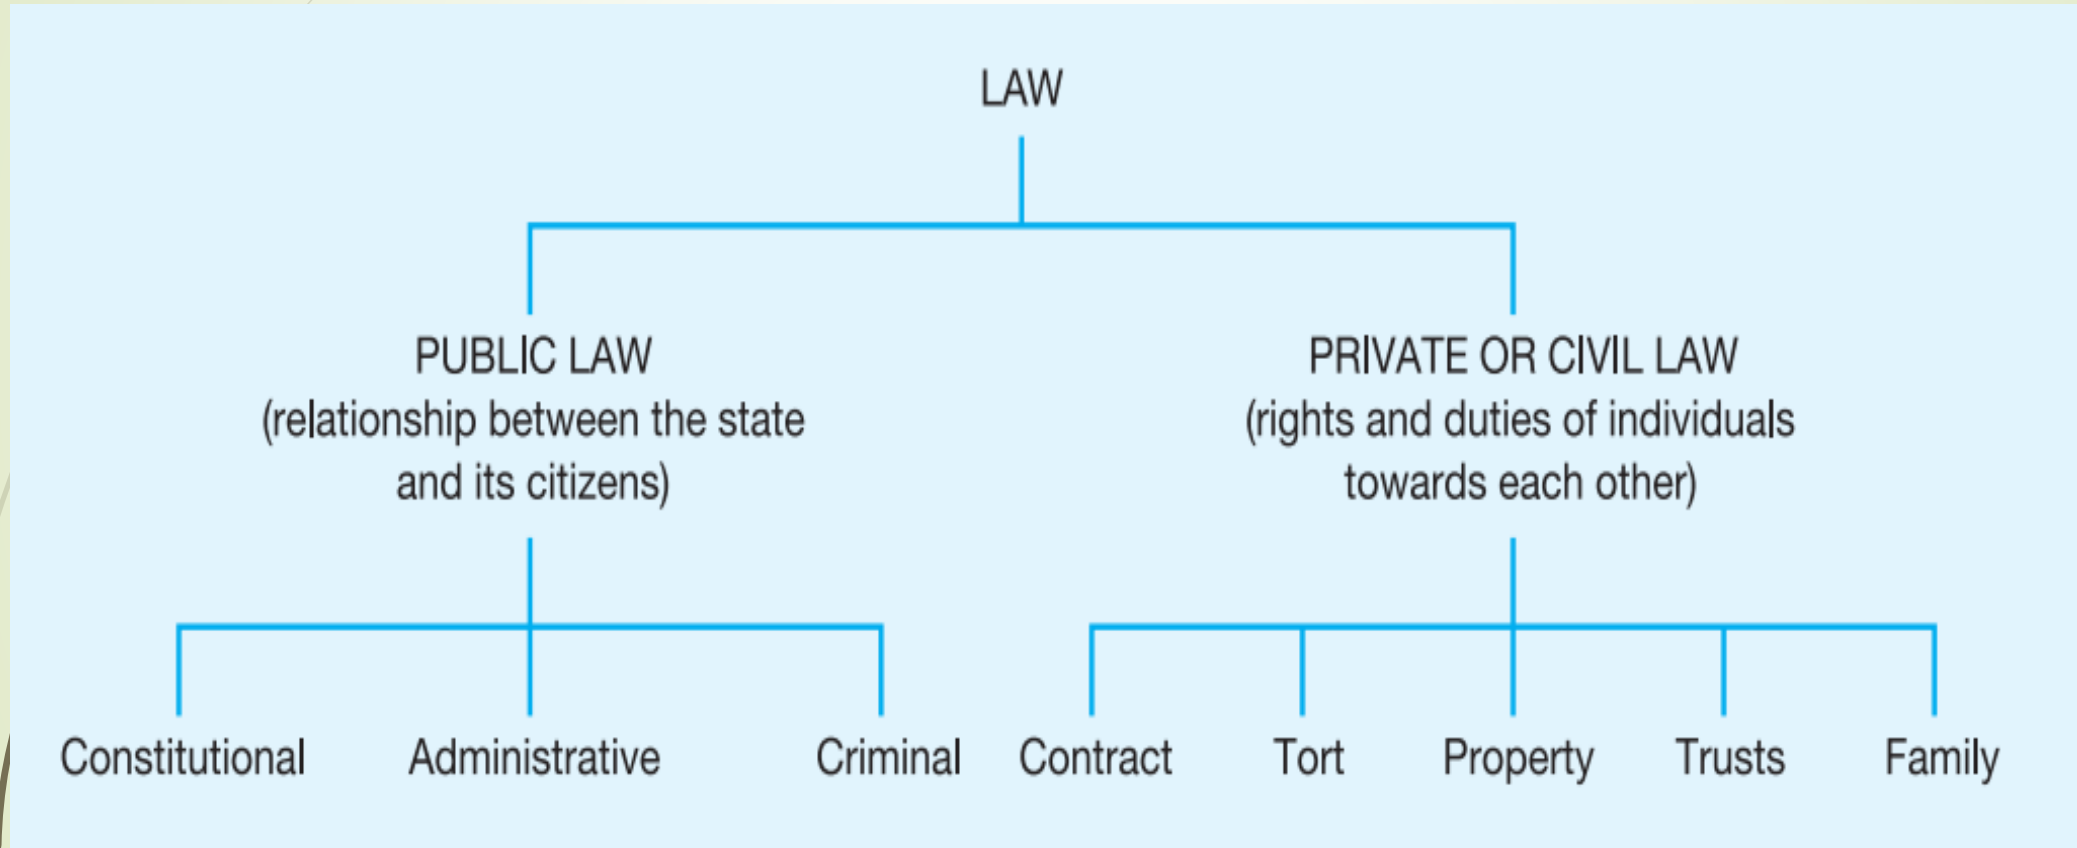 LAW
PUBLIC LAW
(relationship between the state
and its citizens)
PRIVATE OR CIVIL LAW
(rights and duties of individuals
towards each other)
Constitutional
Administrative
Criminal
Contract
Tort
Property
Trusts
Family